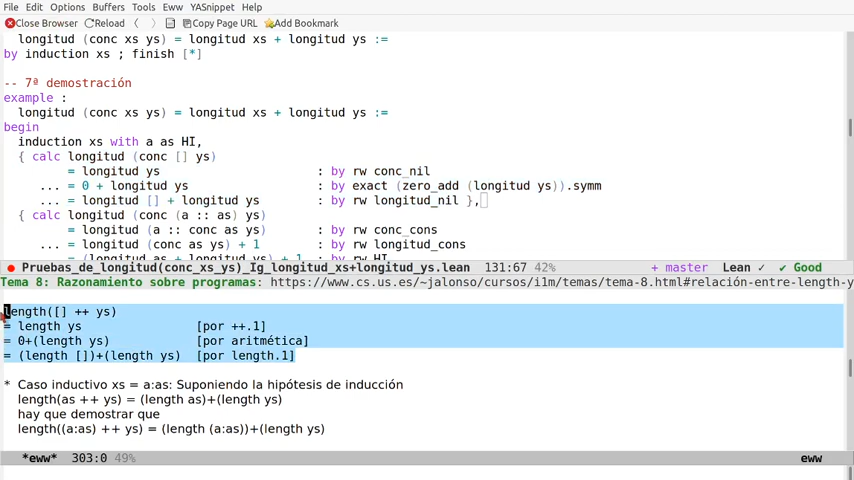 File Edit Options Buffers Tools Eww YASnippet Help
Close Browser Reload Copy Page URL Add Bookmark
longitud (conc xs ys) = longitud xs + longitud ys :=
by induction xs ; finish [*]
-- 7ª demostración
example :
longitud (conc xs ys) = longitud xs + longitud ys :=
begin
induction xs with a as HI,
{ calc longitud (conc [] ys)
= longitud ys : by rw conc_nil
... = 0 + longitud ys : by exact (zero_add (longitud ys)).symm
... = longitud [] + longitud ys : by rw longitud_nil },
{ calc longitud (conc (a :: as) ys)
= longitud (a :: conc as ys) : by rw conc_cons
... = longitud (conc as ys) + 1 : by rw longitud_cons
... = (longitud as + longitud ys) + 1 : by rw HI
Pruebas_de_longitud(conc_xs_ys)_Ig_longitud_xs+longitud_ys.lean 131:67 42% + master Lean ✓ ✔ Good
Tema 8: Razonamiento sobre programas: https://www.cs.us.es/~jalonso/cursos/i1m/temas/tema-8.html#relación-entre-length-y
length([] ++ ys)
= length ys [por ++.1]
= 0+(length ys) [por aritmética]
= (length [])+(length ys) [por length.1]
* Caso inductivo xs = a:as: Suponiendo la hipótesis de inducción
length(as ++ ys) = (length as)+(length ys)
hay que demostrar que
length((a:as) ++ ys) = (length (a:as))+(length ys)
*eww* 303:0 49% eww